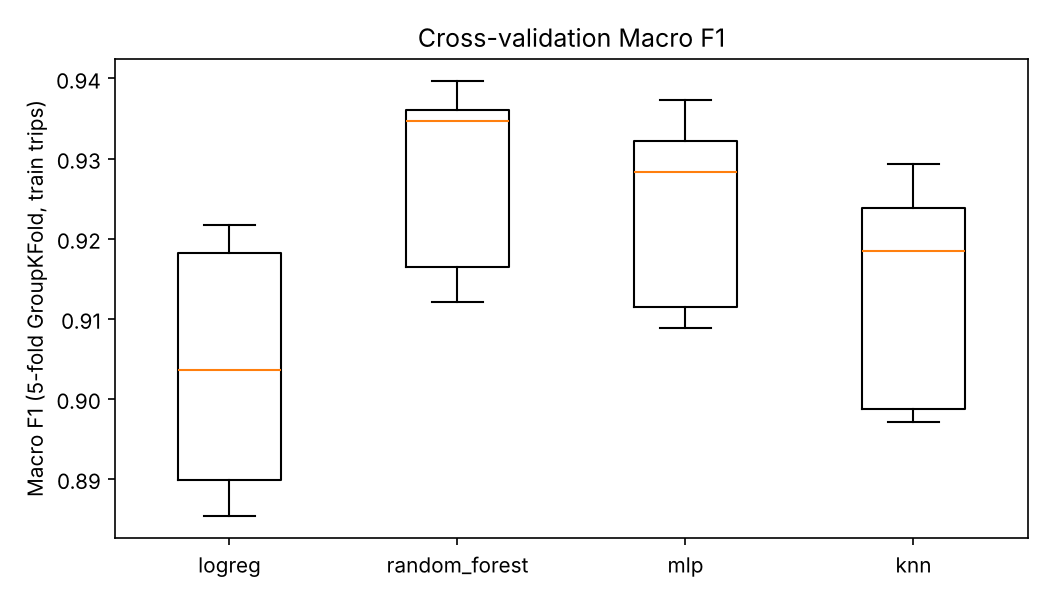 Cross-validation Macro F1
Macro F1 (5-fold GroupKFold, train trips)
0.94
0.93
0.92
0.91
0.90
0.89
logreg
random_forest
mlp
knn